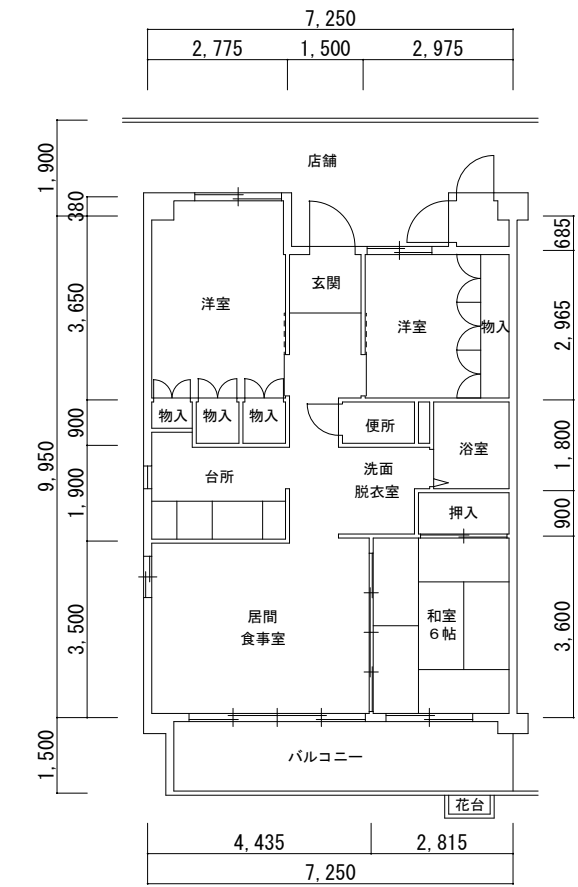 7,250
2,775
1,500
2,975
1,900
店舗
380
685
玄関
3,650
洋室
洋室
物入
2,965
物入
物入
物入
900
便所
浴室
1,800
9,950
台所
洗面
脱衣室
1,900
押入
900
居間
食事室
和室
6帖
3,500
3,600
バルコニー
1,500
花台
4,435
2,815
7,250